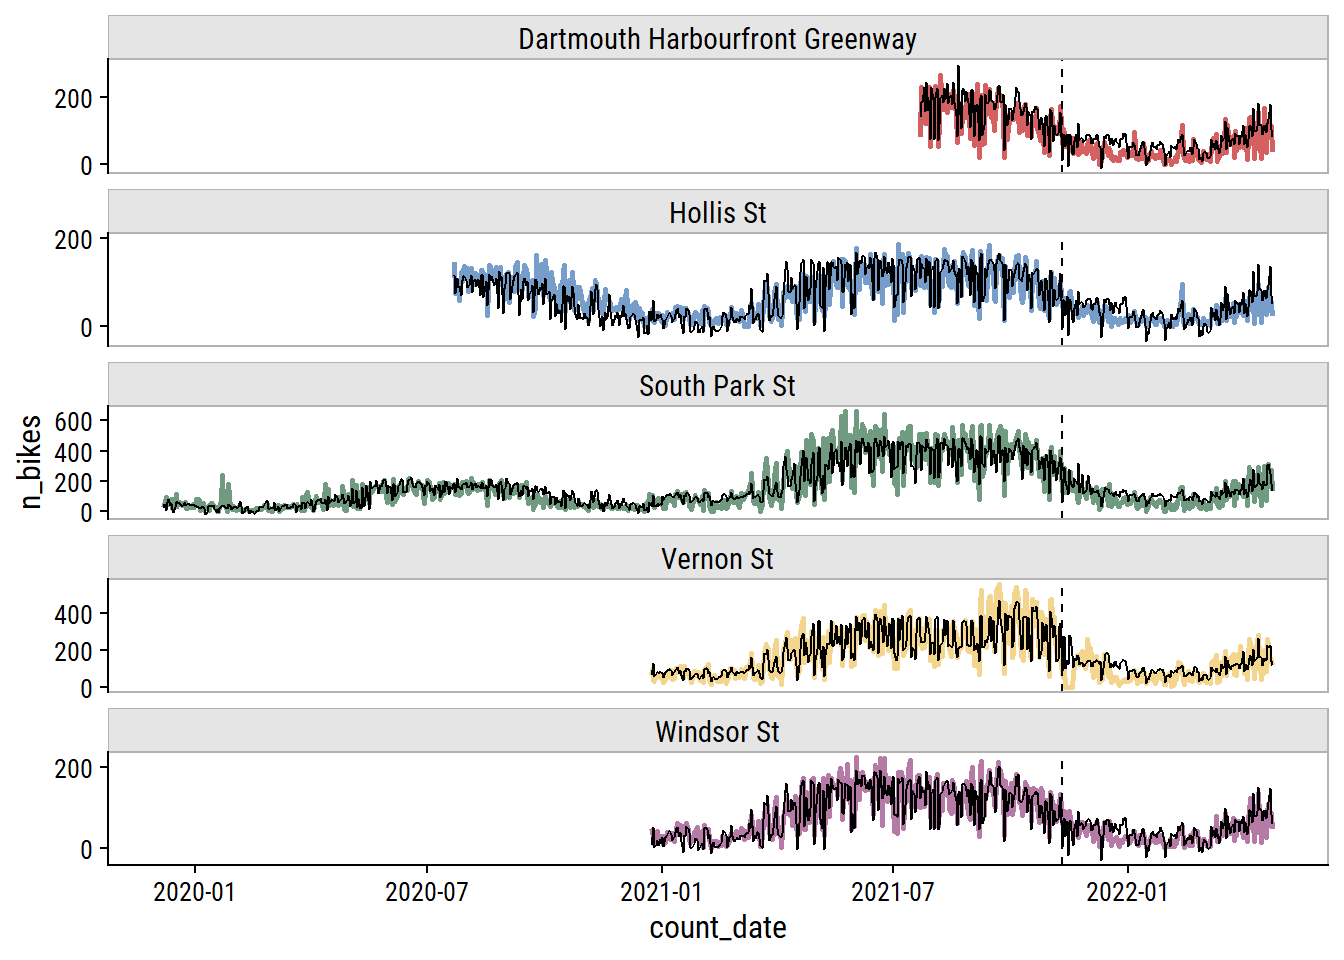 Dartmouth Harbourfront Greenway
200
0
Hollis St
200
0
South Park St
600
400
200
0
n_bikes
Vernon St
400
200
0
Windsor St
200
0
2020-01 2020-07 2021-01 2021-07 2022-01
count_date